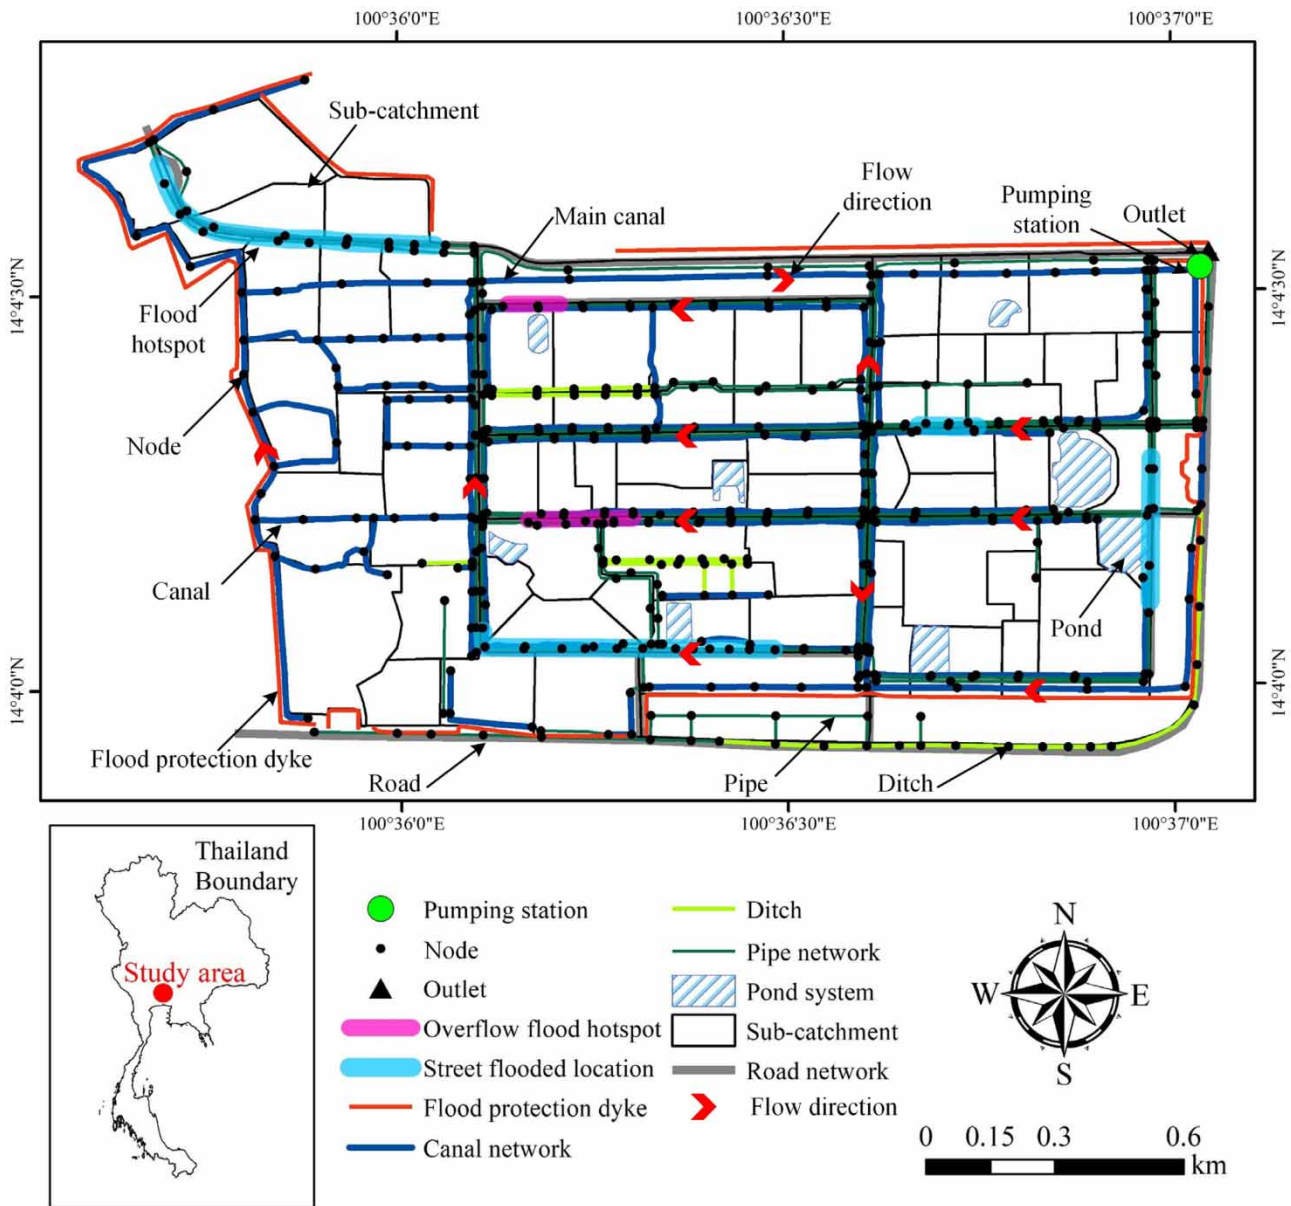 100°36'0"E
100°36'30"E
100°37'0"E
Sub-catchment
Flow
direction
Pumping
station
Outlet
Main canal
14°4'30"N
14°4'30"N
Flood
hotspot
Node
Canal
Pond
14°4'0"N
14°4'0"N
Flood protection dyke
Road
Pipe
Ditch
100°36'0"E
100°36'30"E
100°37'0"E
Thailand
Boundary
Study area
Pumping station
Node
Outlet
Overflow flood hotspot
Street flooded location
Flood protection dyke
Canal network
Ditch
Pipe network
Pond system
Sub-catchment
Road network
Flow direction
N
W
E
S
0 0.15 0.3 0.6
km